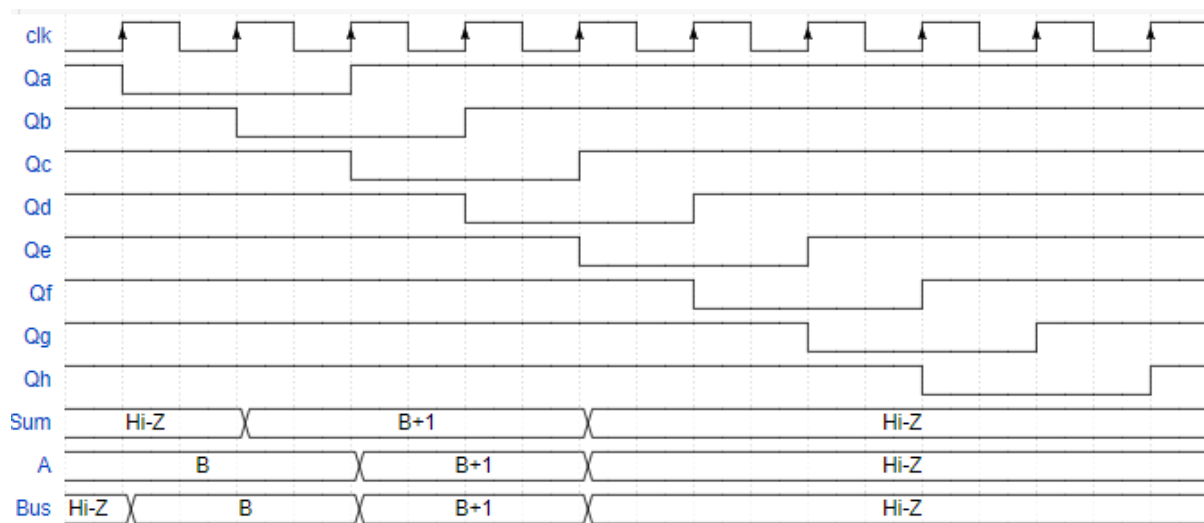 clk
Qa
Qb
Qc
Qd
Qe
Qf
Qg
Qh
Sum Hi-Z B+1 Hi-Z
A B B+1 Hi-Z
Bus Hi-Z B B+1 Hi-Z